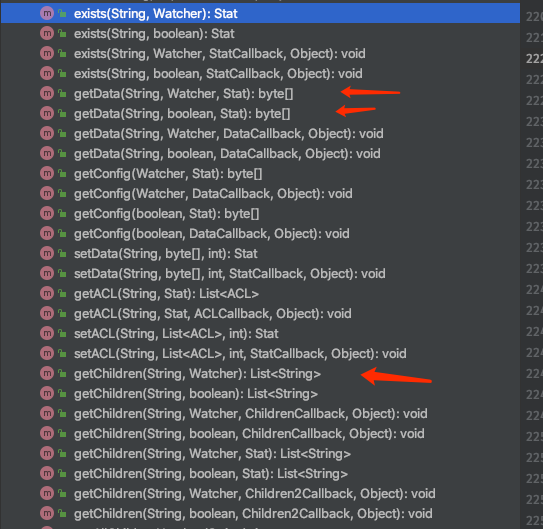 exists(String, Watcher): Stat
exists(String, boolean): Stat
exists(String, Watcher, StatCallback, Object): void
exists(String, boolean, StatCallback, Object): void
getData(String, Watcher, Stat): byte[]
getData(String, boolean, Stat): byte[]
getData(String, Watcher, DataCallback, Object): void
getData(String, boolean, DataCallback, Object): void
getConfig(Watcher, Stat): byte[]
getConfig(Watcher, DataCallback, Object): void
getConfig(boolean, Stat): byte[]
getConfig(boolean, DataCallback, Object): void
setData(String, byte[], int): Stat
setData(String, byte[], int, StatCallback, Object): void
getACL(String, Stat): List<ACL>
getACL(String, Stat, ACLCallback, Object): void
setACL(String, List<ACL>, int): Stat
setACL(String, List<ACL>, int, StatCallback, Object): void
getChildren(String, Watcher): List<String>
getChildren(String, boolean): List<String>
getChildren(String, Watcher, ChildrenCallback, Object): void
getChildren(String, boolean, ChildrenCallback, Object): void
getChildren(String, Watcher, Stat): List<String>
getChildren(String, boolean, Stat): List<String>
getChildren(String, Watcher, Children2Callback, Object): void
getChildren(String, boolean, Children2Callback, Object): void